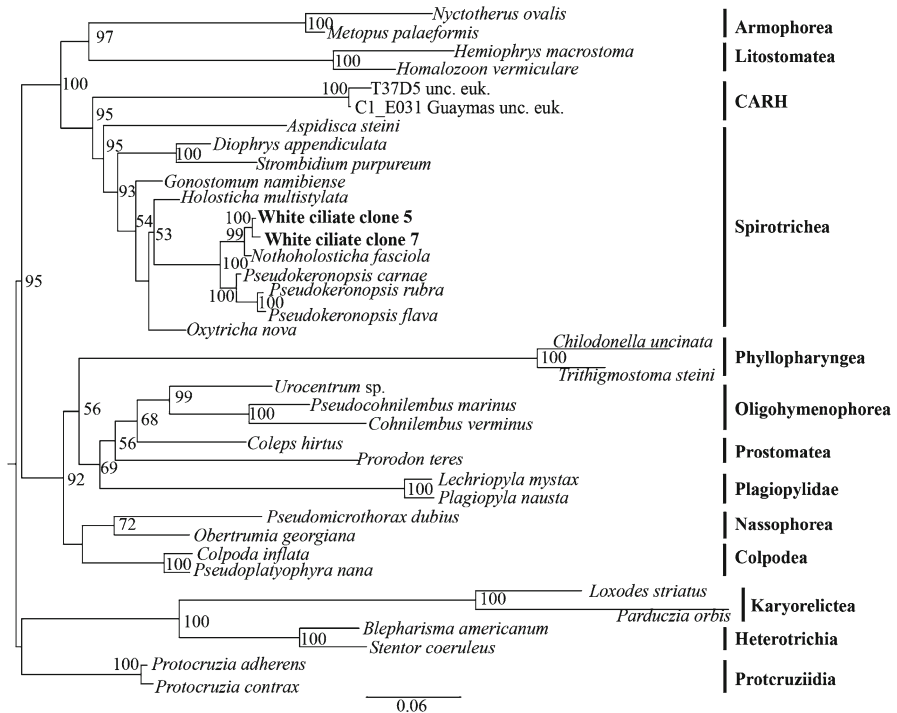 Nyctotherus ovalis
100
Metopus palaeformis
Armophorea
97
Hemiophrys macrostoma
100
Homalozoon vermiculare
Litostomatea
100
100
T37D5 unc. euk.
C1_E031 Guaymas unc. euk.
CARH
95
Aspidisca steini
95
Diophrys appendiculata
100
Strombidium purpureum
93
Gonostomum namibiense
Holosticha multistylata
54
53
100
White ciliate clone 5
99
White ciliate clone 7
Spirotrichea
Nothoholosticha fasciola
100
Pseudokeronopsis carnae
100
Pseudokeronopsis rubra
100
Pseudokeronopsis flava
Oxytricha nova
95
Chilodonella uncinata
100
Trithigmostoma steini
Phyllopharyngea
56
Urocentrum sp.
99
Pseudocohnilembus marinus
100
Cohnilembus verminus
Oligohymenophorea
68
56
Coleps hirtus
Prorodon teres
Prostomatea
69
92
Lechriopyla mystax
100
Plagiopyla nausta
Plagiopylidae
Pseudomicrothorax dubius
72
Obertrumia georgiana
Nassophorea
Colpoda inflata
100
Pseudoplatyophyra nana
Colpodea
Loxodes striatus
100
Parduczia orbis
Karyorelictea
100
Blepharisma americanum
100
Stentor coeruleus
Heterotrichia
100
Protocruzia adherens
Protocruzia contrax
Protcruziidia
0.06